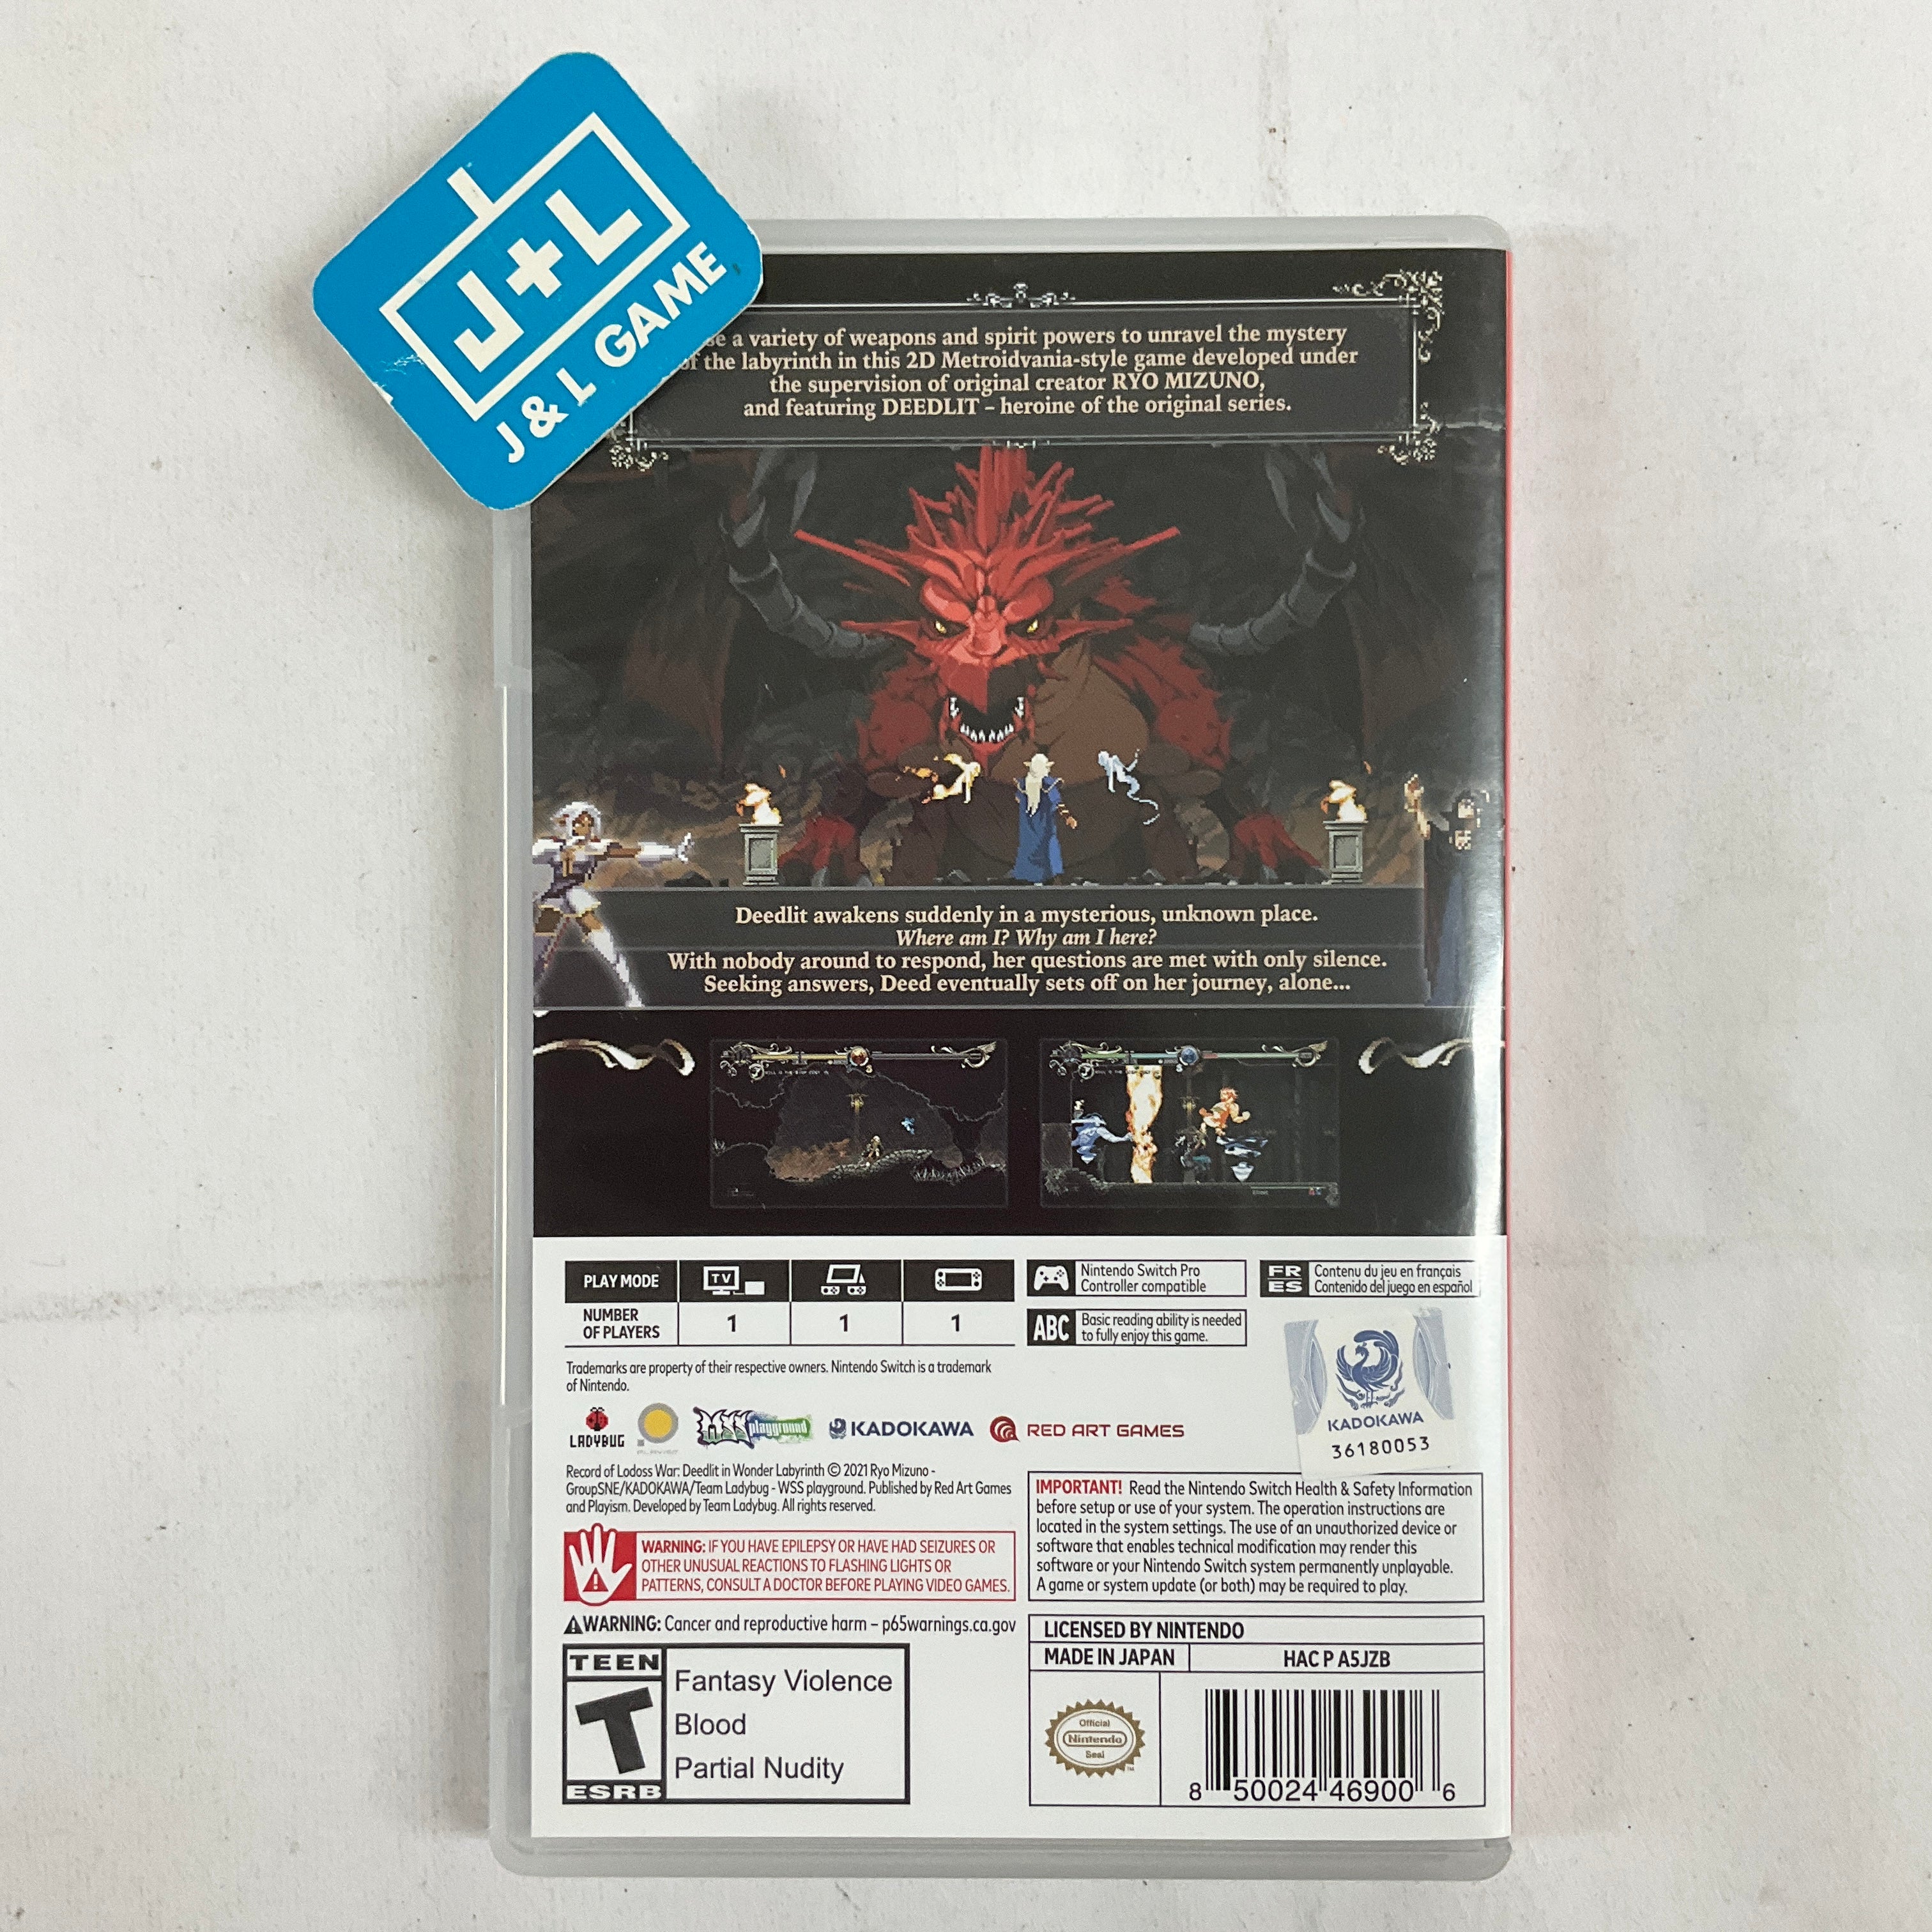 J+L
J & L GAME
a variety of weapons and spirit powers to unravel the mystery
of the labyrinth in this 2D Metroidvania-style game developed under
the supervision of original creator RYO MIZUNO,
and featuring DEEDLIT – heroine of the original series.
Deedlit awakens suddenly in a mysterious, unknown place.
Where am I? Why am I here?
With nobody around to respond, her questions are met with only silence.
Seeking answers, Deed eventually sets off on her journey, alone...
PLAY MODE
TV
NUMBER
OF PLAYERS
1
1
1
Nintendo Switch Pro
Controller compatible
FR
ES
Contenu du jeu en français
Contenido del juego en español
ABC
Basic reading ability is needed
to fully enjoy this game.
Trademarks are property of their respective owners. Nintendo Switch is a trademark
of Nintendo.
KADOKAWA
36180053
LADYBUG
PLAYISM
WSS playground
KADOKAWA
RED ART GAMES
Record of Lodoss War: Deedlit in Wonder Labyrinth © 2021 Ryo Mizuno -
GroupSNE/KADOKAWA/Team Ladybug - WSS playground. Published by Red Art Games
and Playism. Developed by Team Ladybug. All rights reserved.
WARNING: IF YOU HAVE EPILEPSY OR HAVE HAD SEIZURES OR
OTHER UNUSUAL REACTIONS TO FLASHING LIGHTS OR
PATTERNS, CONSULT A DOCTOR BEFORE PLAYING VIDEO GAMES.
WARNING: Cancer and reproductive harm – p65warnings.ca.gov
IMPORTANT! Read the Nintendo Switch Health & Safety Information
before setup or use of your system. The operation instructions are
located in the system settings. The use of an unauthorized device or
software that enables technical modification may render this
software or your Nintendo Switch system permanently unplayable.
A game or system update (or both) may be required to play.
TEEN
T
ESRB
Fantasy Violence
Blood
Partial Nudity
LICENSED BY NINTENDO
MADE IN JAPAN
HAC P A5JZB
Official
Nintendo
Seal
TM
8 50024 46900 6